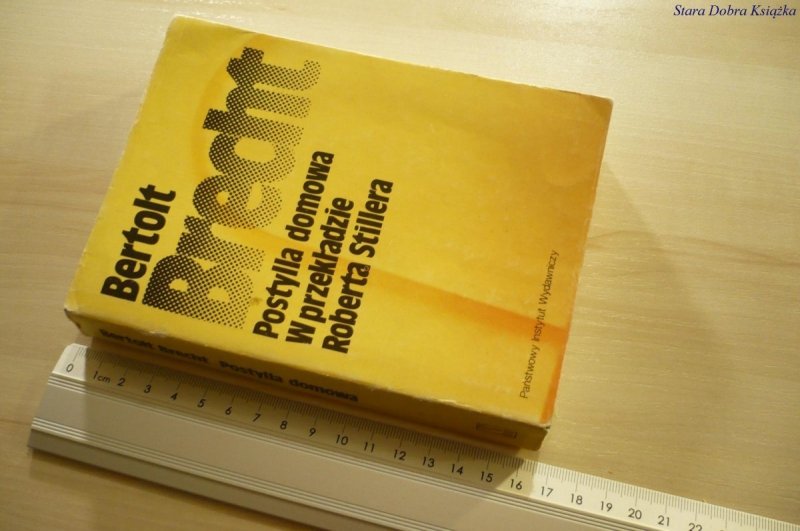 Stara Dobra Książka
Bertolt
Brecht
Postylla domowa
W przekładzie
Roberta Stillera
Państwowy Instytut Wydawniczy
Bertolt Brecht Postylla domowa
0 1cm 2 3 4 5 6 7 8 9 10 11 12 13 14 15 16 17 18 19 20 21 22